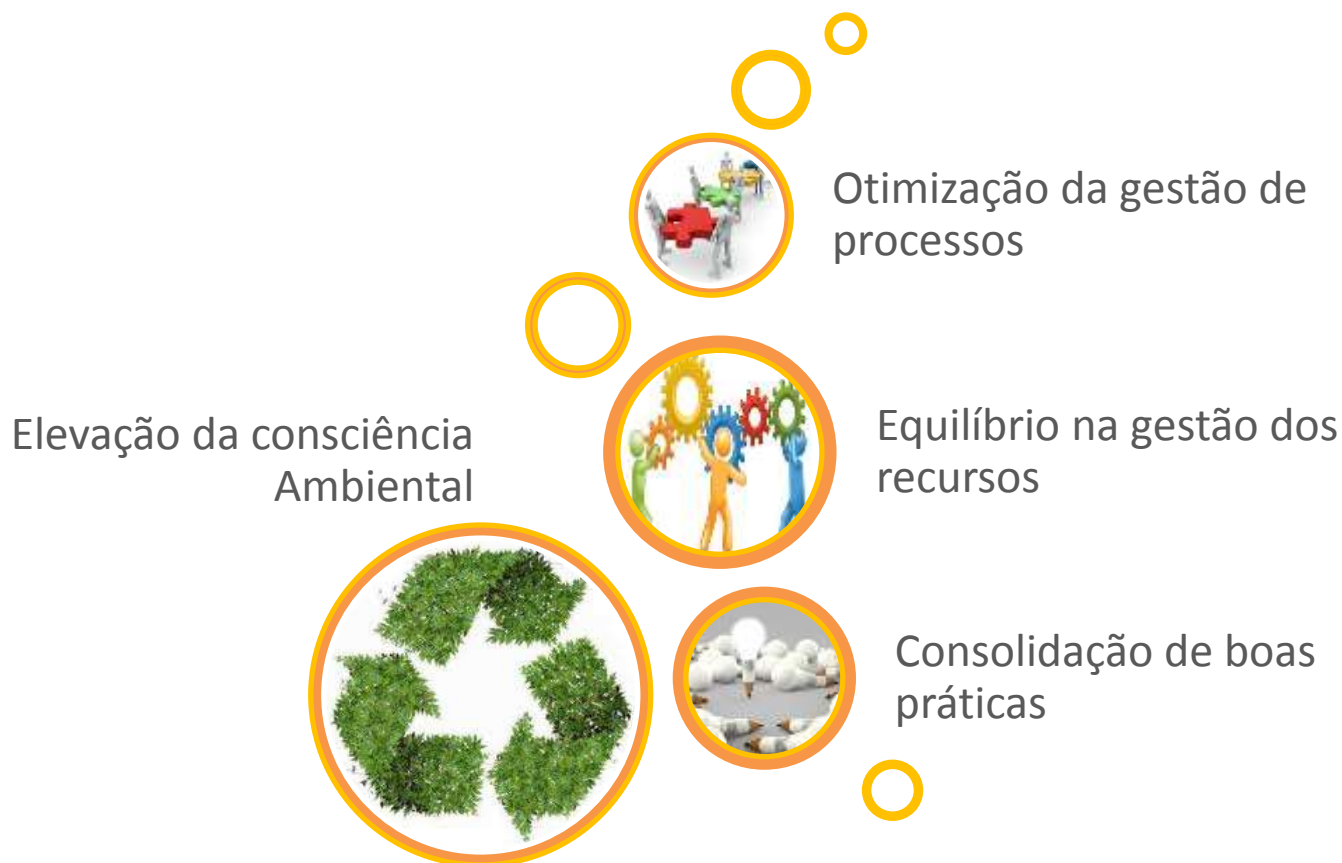 Otimização da gestão de
processos
Elevação da consciência
Ambiental
Equilíbrio na gestão dos
recursos
Consolidação de boas
práticas